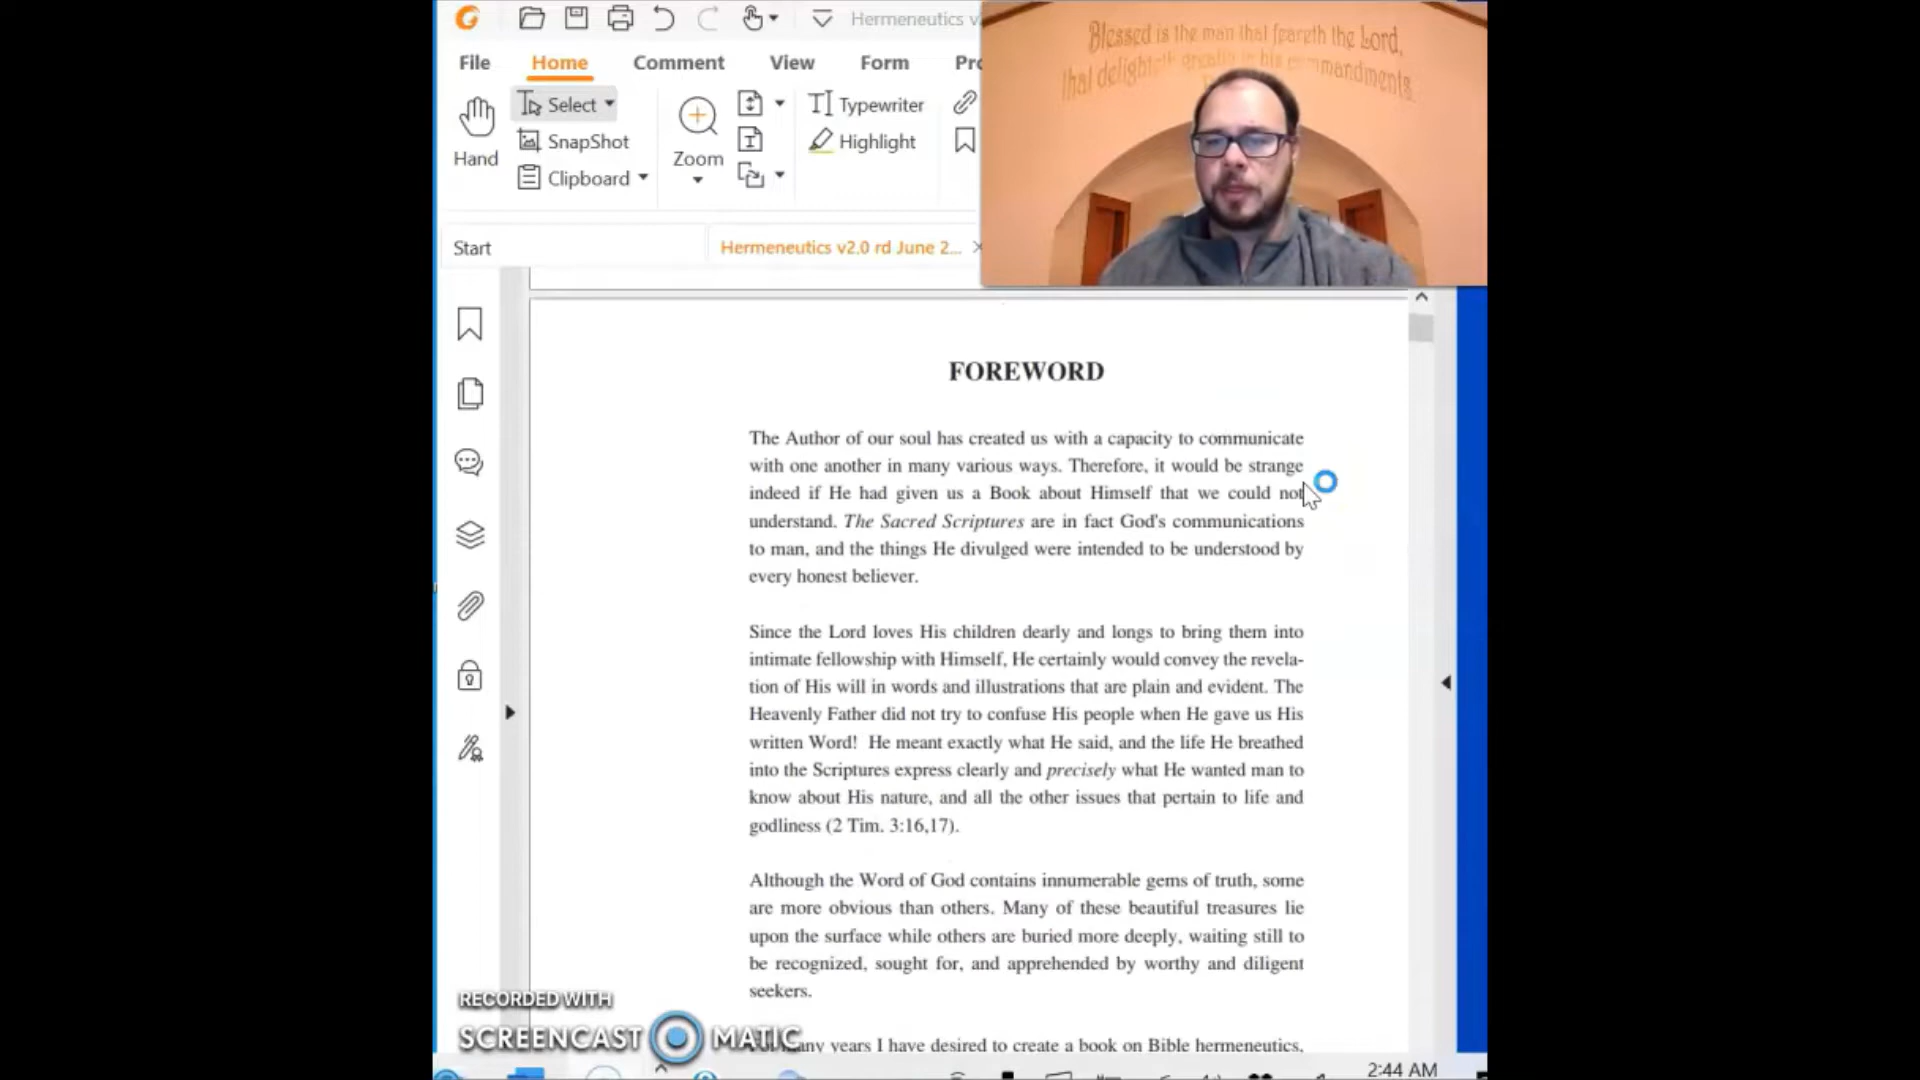 Hermeneutics v
Blessed is the man that feareth the Lord,
that delighteth greatly in his commandments.
File Home Comment View Form Pr
Hand
Select
SnapShot
Clipboard
Zoom
Typewriter
Highlight
Start
Hermeneutics v2.0 rd June 2...
FOREWORD
The Author of our soul has created us with a capacity to communicate
with one another in many various ways. Therefore, it would be strange
indeed if He had given us a Book about Himself that we could not
understand. The Sacred Scriptures are in fact God's communications
to man, and the things He divulged were intended to be understood by
every honest believer.
Since the Lord loves His children dearly and longs to bring them into
intimate fellowship with Himself, He certainly would convey the revela-
tion of His will in words and illustrations that are plain and evident. The
Heavenly Father did not try to confuse His people when He gave us His
written Word! He meant exactly what He said, and the life He breathed
into the Scriptures express clearly and precisely what He wanted man to
know about His nature, and all the other issues that pertain to life and
godliness (2 Tim. 3:16,17).
Although the Word of God contains innumerable gems of truth, some
are more obvious than others. Many of these beautiful treasures lie
upon the surface while others are buried more deeply, waiting still to
be recognized, sought for, and apprehended by worthy and diligent
seekers.
many years I have desired to create a book on Bible hermeneutics,
RECORDED WITH
SCREENCAST MATIC
2:44 AM